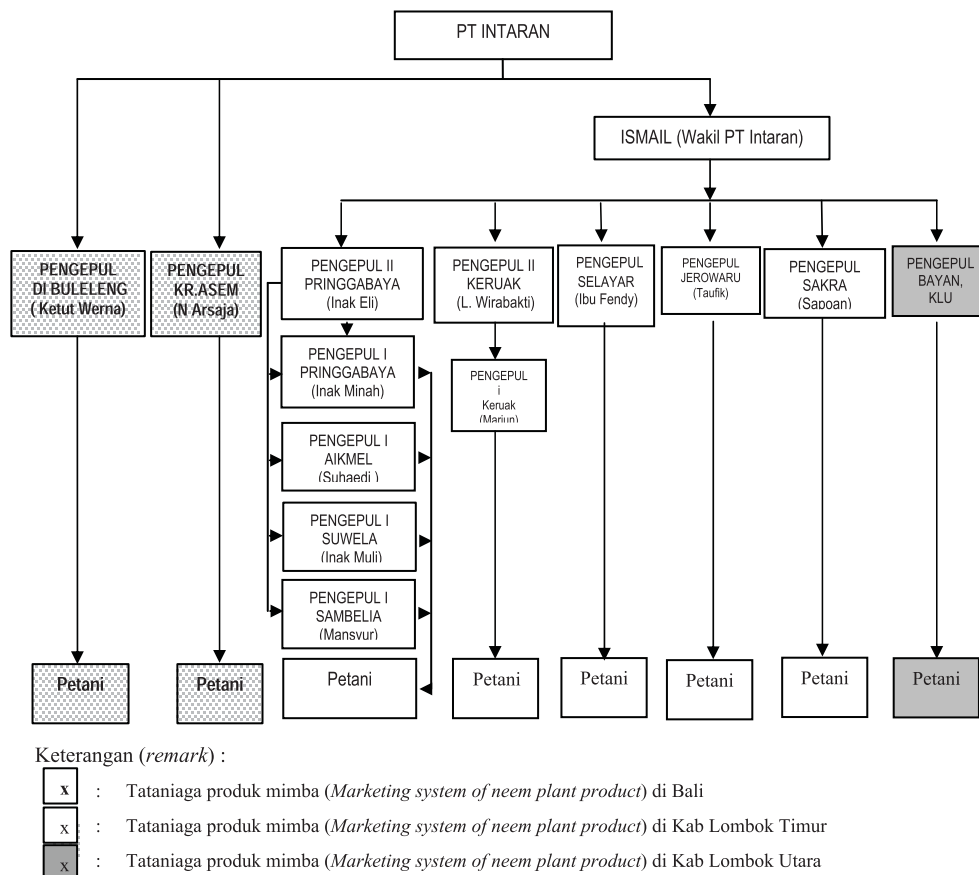 PT INTARAN
ISMAIL (Wakil PT Intaran)
PENGEPUL
DI BULELENG
( Ketut Werna)
PENGEPUL
KR.ASEM
(N Arsaja)
PENGEPUL II
PRINGGABAYA
(Inak Eli)
PENGEPUL II
KERUAK
(L. Wirabakti)
PENGEPUL
SELAYAR
(Ibu Fendy)
PENGEPUL
JEROWARU
(Taufik)
PENGEPUL
SAKRA
(Sapoan)
PENGEPUL
BAYAN,
KLU
PENGEPUL I
PRINGGABAYA
(Inak Minah)
PENGEPUL
i
Keruak
(Mariun)
PENGEPUL I
AIKMEL
(Suhaedi )
PENGEPUL I
SUWELA
(Inak Muli)
PENGEPUL I
SAMBELIA
(Mansyur)
Petani
Petani
Petani
Petani
Petani
Petani
Petani
Petani
Keterangan (remark) :
x : Tataniaga produk mimba (Marketing system of neem plant product) di Bali
x : Tataniaga produk mimba (Marketing system of neem plant product) di Kab Lombok Timur
x : Tataniaga produk mimba (Marketing system of neem plant product) di Kab Lombok Utara